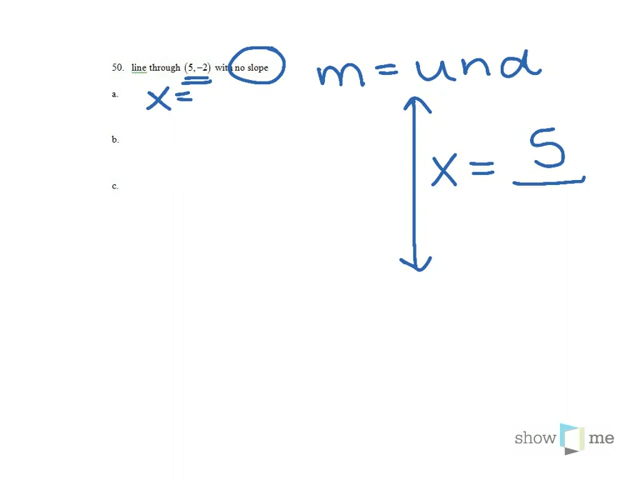 50. line through (5,−2) with no slope
m = und
a. x =
x = 5
b.
c.
show me